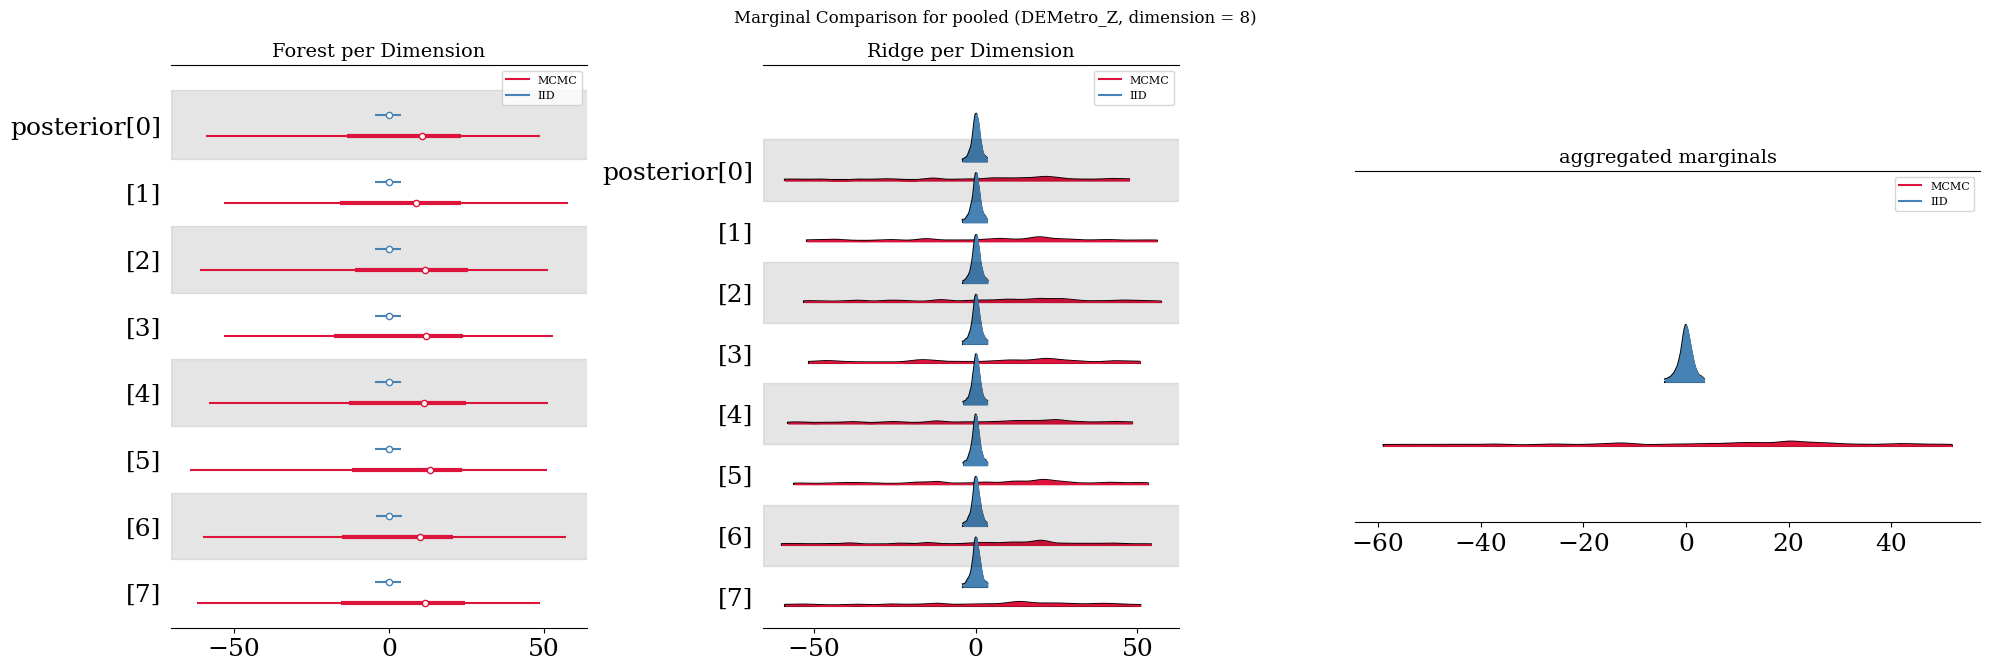 Marginal Comparison for pooled (DEMetro_Z, dimension = 8)
Forest per Dimension
MCMC
IID
posterior[0]
[1]
[2]
[3]
[4]
[5]
[6]
[7]
−50 0 50
Ridge per Dimension
MCMC
IID
posterior[0]
[1]
[2]
[3]
[4]
[5]
[6]
[7]
−50 0 50
aggregated marginals
MCMC
IID
−60 −40 −20 0 20 40